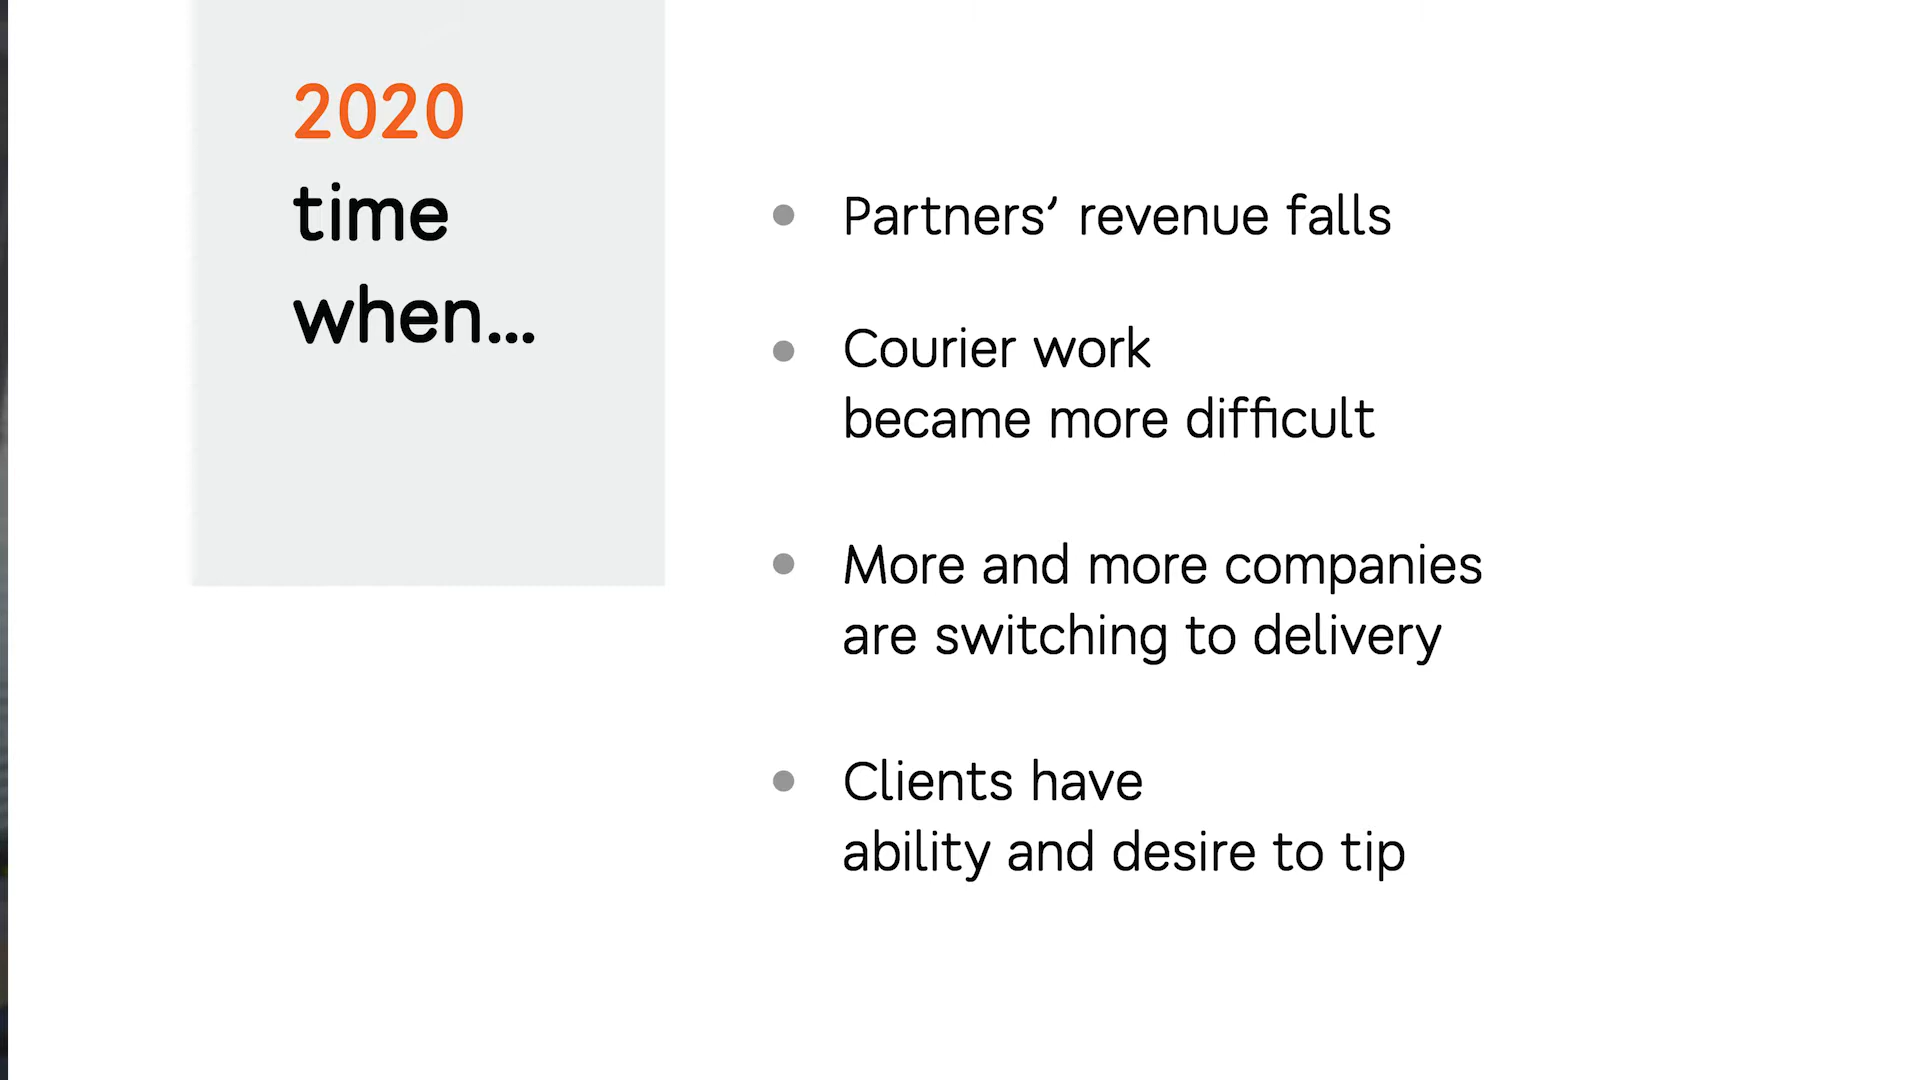 2020
time
when...
Partners’ revenue falls
Courier work
became more difficult
More and more companies
are switching to delivery
Clients have
ability and desire to tip